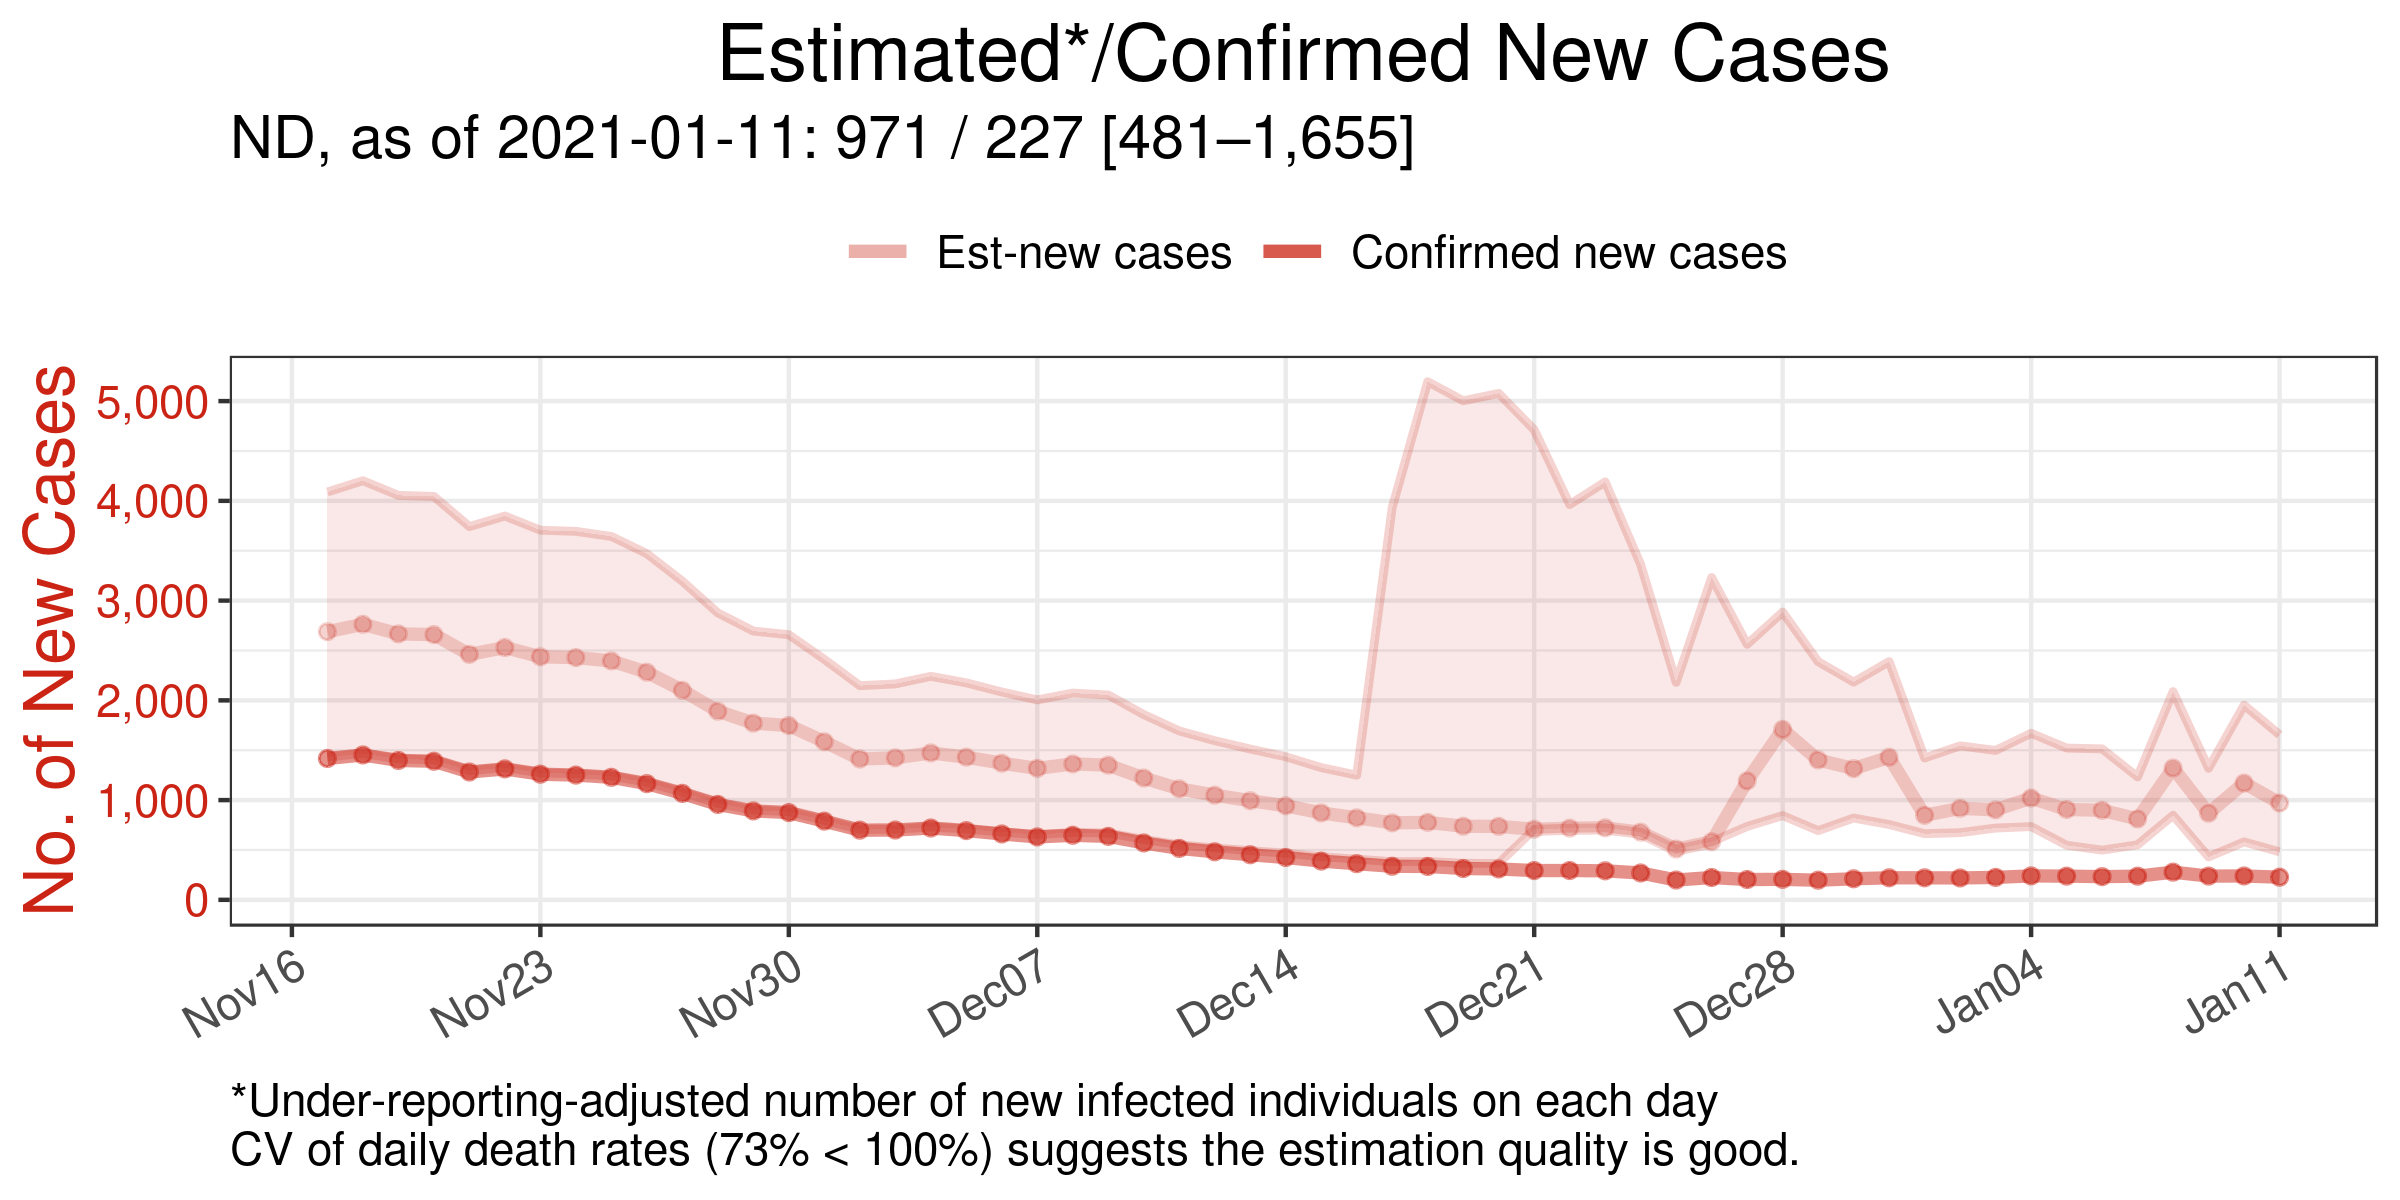 Estimated*/Confirmed New Cases
ND, as of 2021-01-11: 971 / 227 [481–1,655]
Est-new cases
Confirmed new cases
No. of New Cases
5,000
4,000
3,000
2,000
1,000
0
Nov16
Nov23
Nov30
Dec07
Dec14
Dec21
Dec28
Jan04
Jan11
*Under-reporting-adjusted number of new infected individuals on each day
CV of daily death rates (73% < 100%) suggests the estimation quality is good.